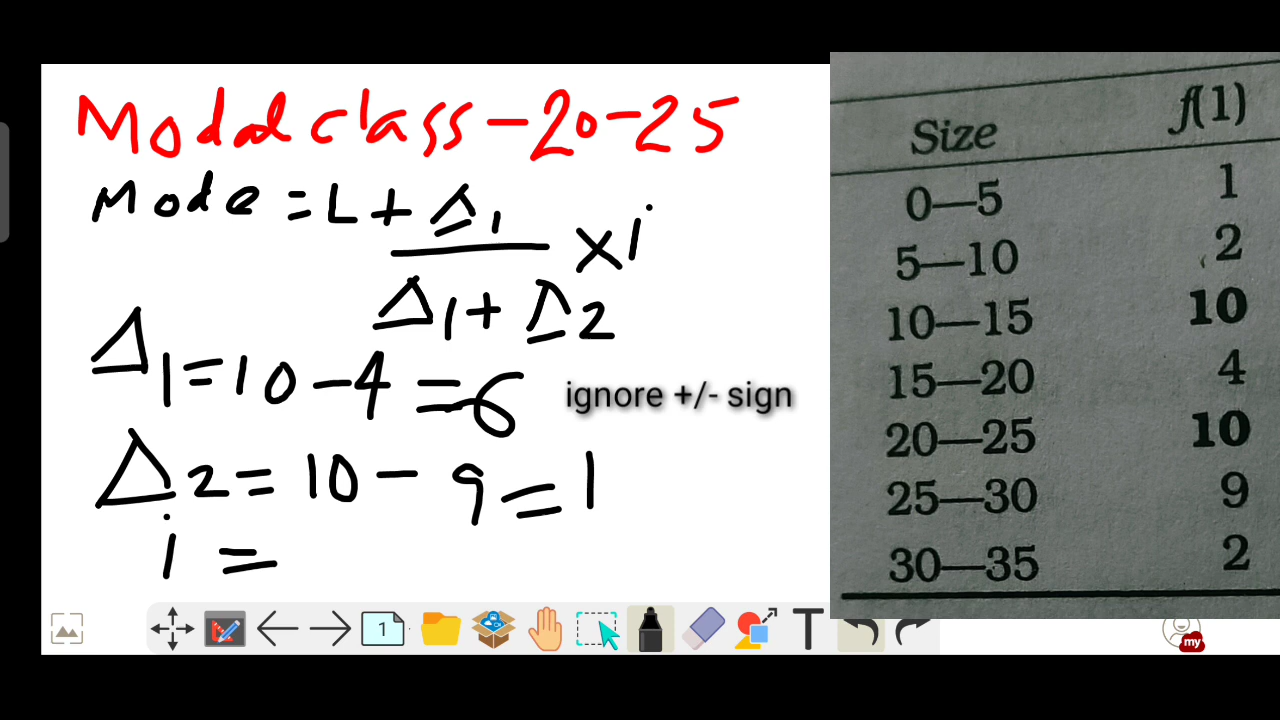 Modal class - 20-25
Mode = L + Δ1
Δ1 + Δ2 × i
Δ1 = 10 - 4 = 6
ignore +/- sign
Δ2 = 10 - 9 = 1
i =
Size f(1)
0—5 1
5—10 2
10—15 10
15—20 4
20—25 10
25—30 9
30—35 2
1
T
my